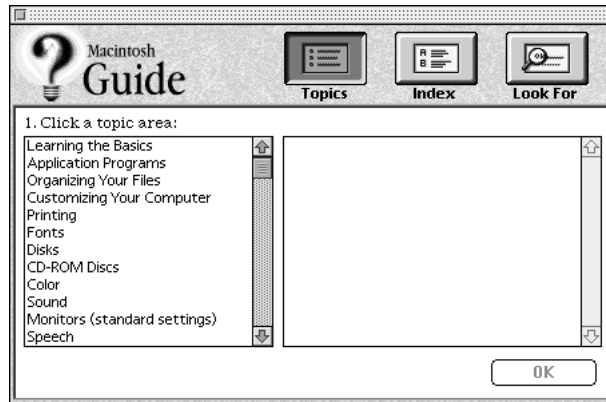 Macintosh
Guide
Topics
Index
Look For
1. Click a topic area:
Learning the Basics
Application Programs
Organizing Your Files
Customizing Your Computer
Printing
Fonts
Disks
CD-ROM Discs
Color
Sound
Monitors (standard settings)
Speech
OK